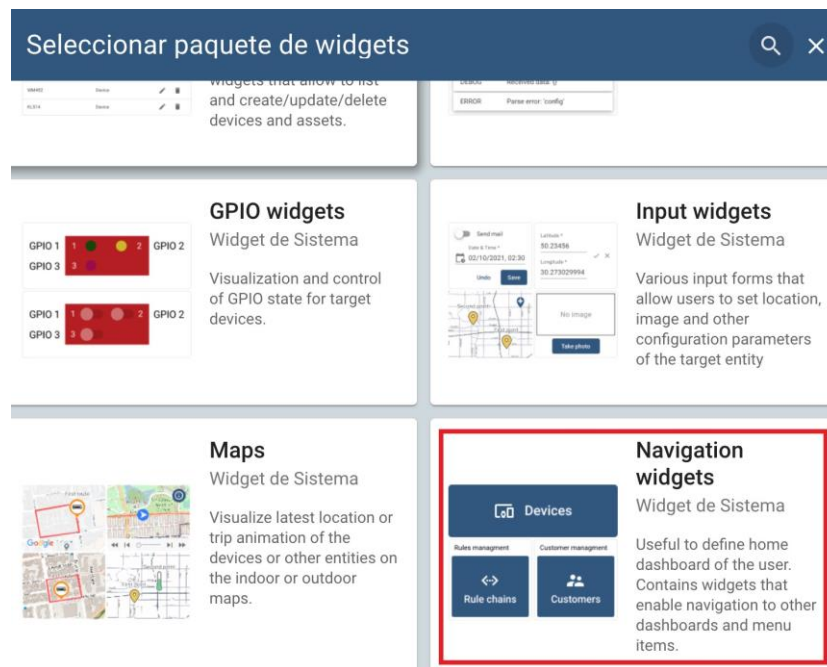 Seleccionar paquete de widgets
MM492 Device
Device
widgets that allow to list
and create/update/delete
devices and assets.
DEBUG Received data: {}
ERROR Parse error: 'config'
GPIO 1 1 2 GPIO 2
GPIO 3 3
GPIO 1 1 2 GPIO 2
GPIO 3 3
GPIO widgets
Widget de Sistema
Visualization and control
of GPIO state for target
devices.
Send mail
Date & Time *
02/10/2021, 02:30
Undo Save
Latitude *
50.23456
Longitude *
30.273029994
No image
Take photo
Input widgets
Widget de Sistema
Various input forms that
allow users to set location,
image and other
configuration parameters
of the target entity
Google
Maps
Widget de Sistema
Visualize latest location or
trip animation of the
devices or other entities on
the indoor or outdoor
maps.
Devices
Rules managment Customer managment
Rule chains Customers
Navigation
widgets
Widget de Sistema
Useful to define home
dashboard of the user.
Contains widgets that
enable navigation to other
dashboards and menu
items.